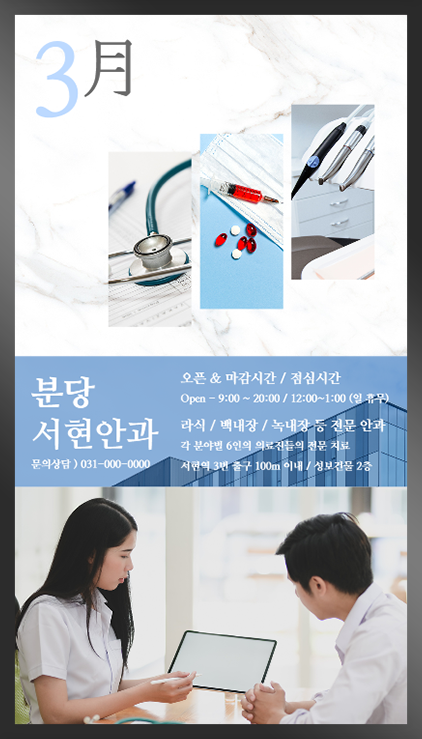 3月
분당
서현안과
문의상담 ) 031-000-0000
오픈 & 마감시간 / 점심시간
Open - 9:00 ~ 20:00 / 12:00~1:00 (일 휴무)
라식 / 백내장 / 녹내장 등 전문 안과
각 분야별 6인의 의료진들의 전문 치료
서현역 3번 출구 100m 이내 / 성보건물 2층